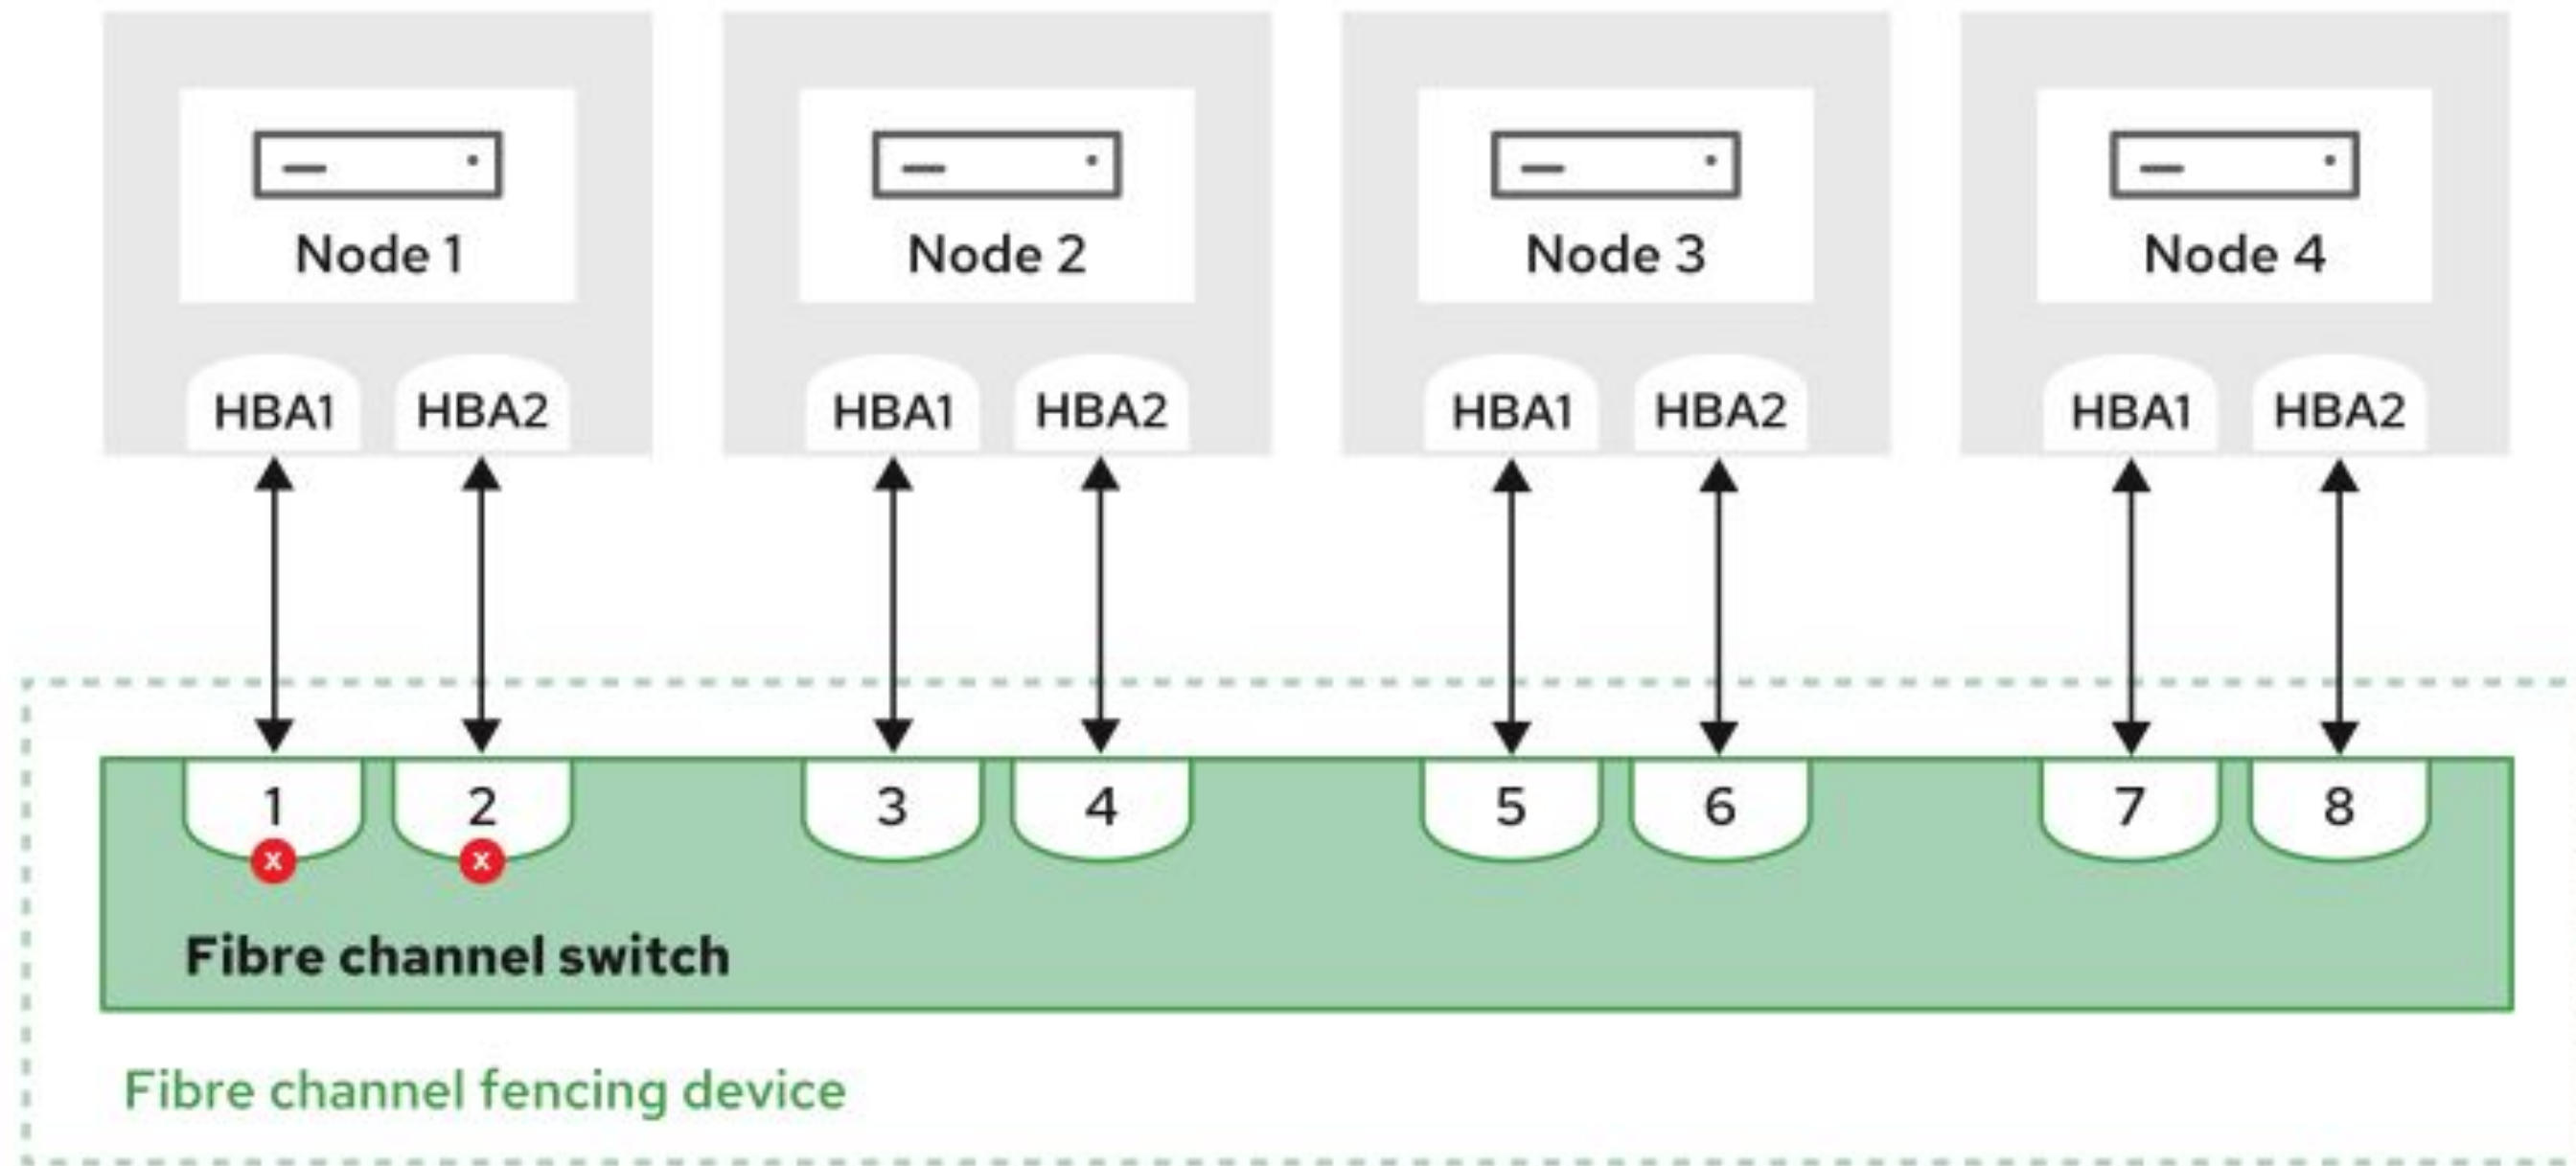 Node 1
Node 2
Node 3
Node 4
HBA1 HBA2
HBA1 HBA2
HBA1 HBA2
HBA1 HBA2
1 2 3 4 5 6 7 8
x x
Fibre channel switch
Fibre channel fencing device